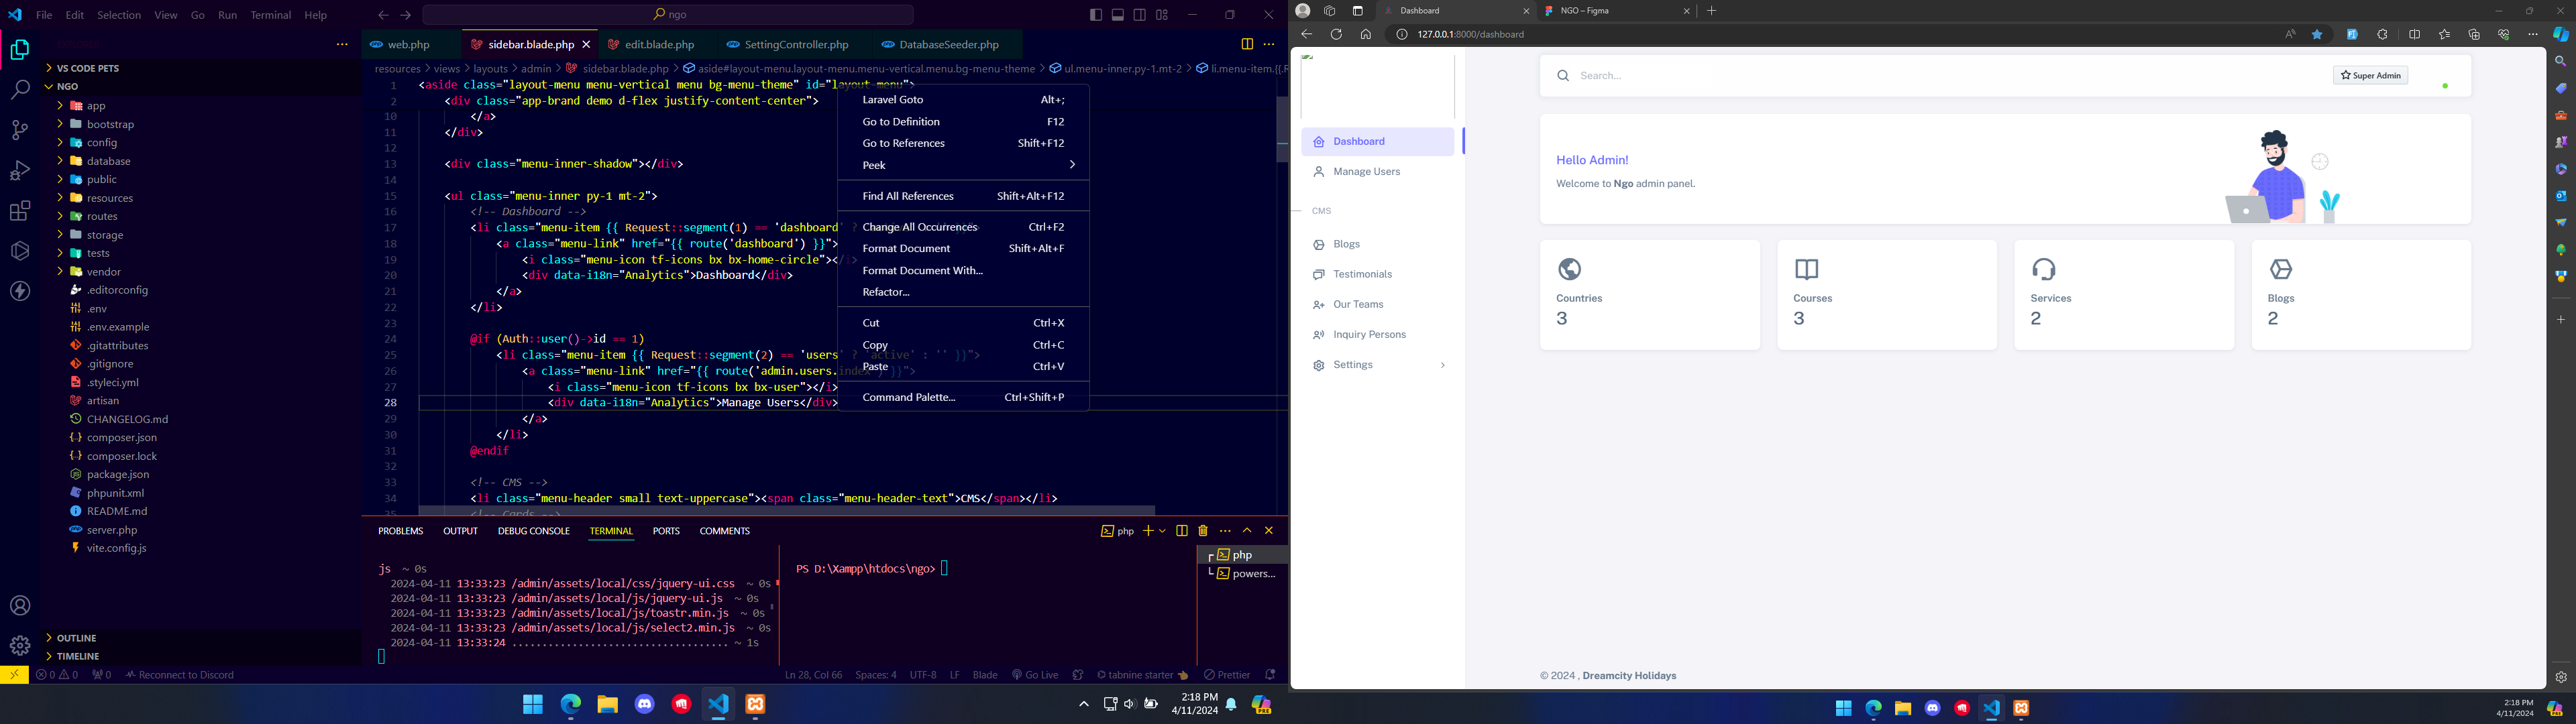 File Edit Selection View Go Run Terminal Help
ngo
VS CODE PETS
NGO
app
bootstrap
config
database
public
resources
routes
storage
tests
vendor
.editorconfig
.env
.env.example
.gitattributes
.gitignore
.styleci.yml
artisan
CHANGELOG.md
composer.json
composer.lock
package.json
phpunit.xml
README.md
server.php
vite.config.js
OUTLINE
TIMELINE
web.php sidebar.blade.php edit.blade.php SettingController.php DatabaseSeeder.php
resources > views > layouts > admin > sidebar.blade.php > aside#layout-menu.layout-menu.menu-vertical.menu.bg-menu-theme > ul.menu-inner.py-1.mt-2 > li.menu-item.{{.R
1 <aside class="layout-menu menu-vertical menu bg-menu-theme" id="layout-menu">
2 <div class="app-brand demo d-flex justify-content-center">
10 </a>
11 </div>
12
13 <div class="menu-inner-shadow"></div>
14
15 <ul class="menu-inner py-1 mt-2">
16 <!-- Dashboard -->
17 <li class="menu-item {{ Request::segment(1) == 'dashboard' ?
18 <a class="menu-link" href="{{ route('dashboard') }}">
19 <i class="menu-icon tf-icons bx bx-home-circle"></i>
20 <div data-i18n="Analytics">Dashboard</div>
21 </a>
22 </li>
23
24 @if (Auth::user()->id == 1)
25 <li class="menu-item {{ Request::segment(2) == 'users' ? 'active' : '' }}">
26 <a class="menu-link" href="{{ route('admin.users.index') }}">
27 <i class="menu-icon tf-icons bx bx-user"></i>
28 <div data-i18n="Analytics">Manage Users</div>
29 </a>
30 </li>
31 @endif
32
33 <!-- CMS -->
34 <li class="menu-header small text-uppercase"><span class="menu-header-text">CMS</span></li>
35 <!-- Cards -->
Laravel Goto Alt+;
Go to Definition F12
Go to References Shift+F12
Peek
Find All References Shift+Alt+F12
Change All Occurrences Ctrl+F2
Format Document Shift+Alt+F
Format Document With...
Refactor...
Cut Ctrl+X
Copy Ctrl+C
Paste Ctrl+V
Command Palette... Ctrl+Shift+P
PROBLEMS OUTPUT DEBUG CONSOLE TERMINAL PORTS COMMENTS
php
js ~ 0s
2024-04-11 13:33:23 /admin/assets/local/css/jquery-ui.css ~ 0s
2024-04-11 13:33:23 /admin/assets/local/js/jquery-ui.js ~ 0s
2024-04-11 13:33:23 /admin/assets/local/js/toastr.min.js ~ 0s
2024-04-11 13:33:23 /admin/assets/local/js/select2.min.js ~ 0s
2024-04-11 13:33:24 ................................... ~ 1s
PS D:\Xampp\htdocs\ngo>
php
powers...
0 0 0 Reconnect to Discord
Ln 28, Col 66 Spaces: 4 UTF-8 LF Blade Go Live tabnine starter Prettier
2:18 PM
4/11/2024
Dashboard
NGO – Figma
127.0.0.1:8000/dashboard
Search...
Super Admin
Dashboard
Manage Users
CMS
Blogs
Testimonials
Our Teams
Inquiry Persons
Settings
Hello Admin!
Welcome to Ngo admin panel.
Countries
3
Courses
3
Services
2
Blogs
2
© 2024 , Dreamcity Holidays
2:18 PM
4/11/2024